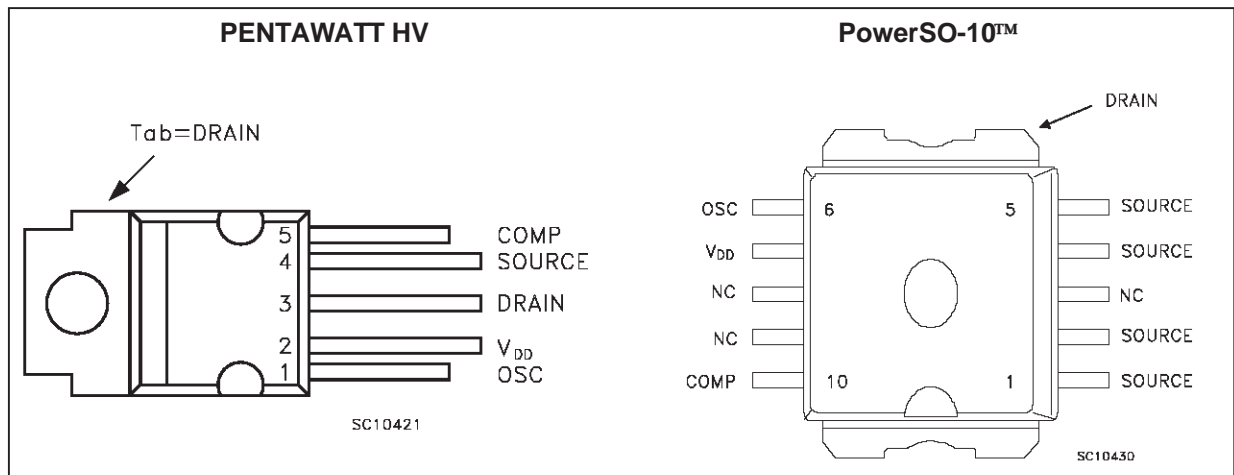 PENTAWATT HV
Tab=DRAIN
5 COMP
4 SOURCE
3 DRAIN
2 VDD
1 OSC
SC10421
PowerSO-10™
DRAIN
OSC 6 5 SOURCE
VDD SOURCE
NC NC
NC SOURCE
COMP 10 1 SOURCE
SC10430